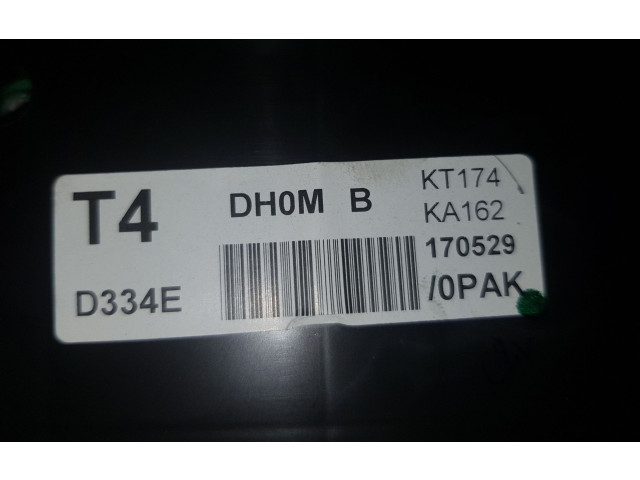 T4 DH0M B KT174
KA162
170529
D334E /0PAK